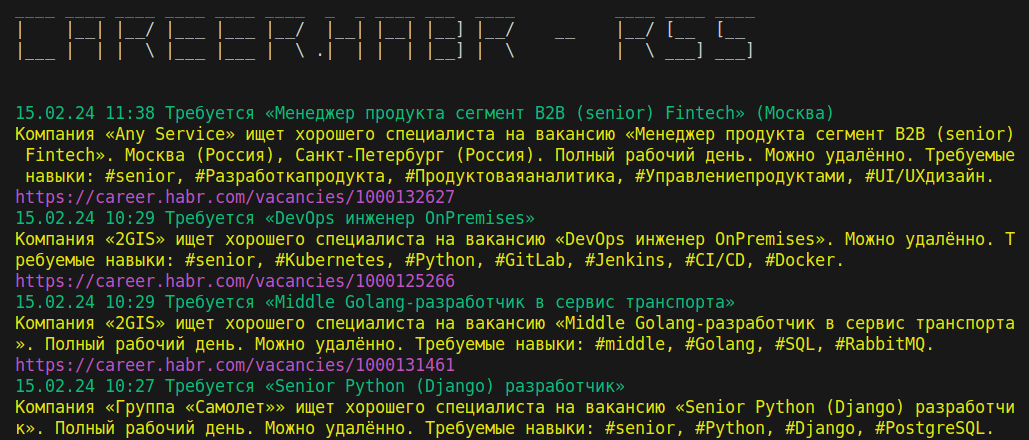 CAREER.HABR - RSS
15.02.24 11:38 Требуется «Менеджер продукта сегмент B2B (senior) Fintech» (Москва)
Компания «Any Service» ищет хорошего специалиста на вакансию «Менеджер продукта сегмент B2B (senior)
Fintech». Москва (Россия), Санкт-Петербург (Россия). Полный рабочий день. Можно удалённо. Требуемые
навыки: #senior, #Разработкапродукта, #Продуктоваяаналитика, #Управлениепродуктами, #UI/UXдизайн.
https://career.habr.com/vacancies/1000132627
15.02.24 10:29 Требуется «DevOps инженер OnPremises»
Компания «2GIS» ищет хорошего специалиста на вакансию «DevOps инженер OnPremises». Можно удалённо. Т
ребуемые навыки: #senior, #Kubernetes, #Python, #GitLab, #Jenkins, #CI/CD, #Docker.
https://career.habr.com/vacancies/1000125266
15.02.24 10:29 Требуется «Middle Golang-разработчик в сервис транспорта»
Компания «2GIS» ищет хорошего специалиста на вакансию «Middle Golang-разработчик в сервис транспорта
». Полный рабочий день. Можно удалённо. Требуемые навыки: #middle, #Golang, #SQL, #RabbitMQ.
https://career.habr.com/vacancies/1000131461
15.02.24 10:27 Требуется «Senior Python (Django) разработчик»
Компания «Группа «Самолет»» ищет хорошего специалиста на вакансию «Senior Python (Django) разработчи
к». Полный рабочий день. Можно удалённо. Требуемые навыки: #senior, #Python, #Django, #PostgreSQL.